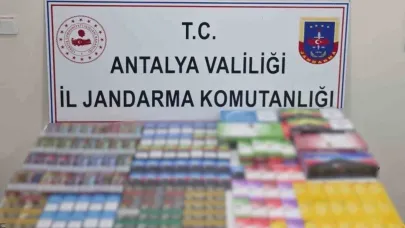 T.C.
ANTALYA VALİLİĞİ
İL JANDARMA KOMUTANLIĞI